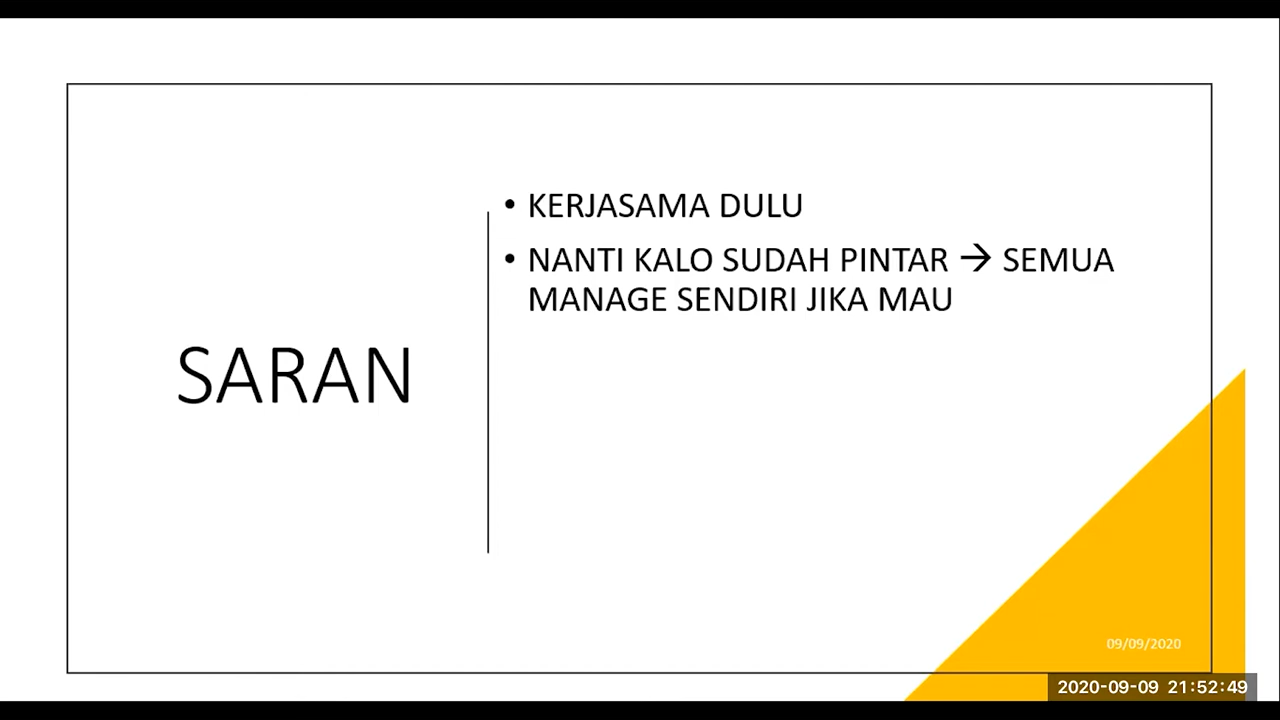 SARAN
• KERJASAMA DULU
• NANTI KALO SUDAH PINTAR → SEMUA
MANAGE SENDIRI JIKA MAU
09/09/2020
2020-09-09 21:52:49